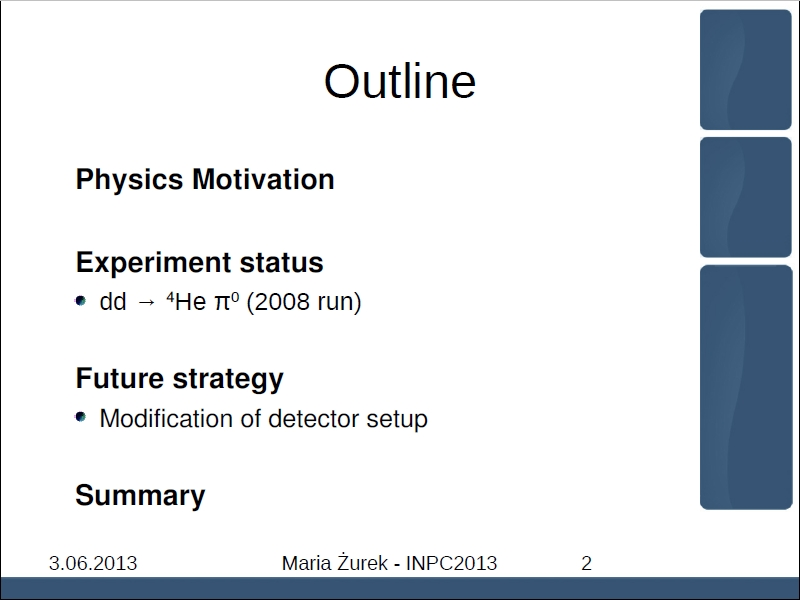 Outline
Physics Motivation
Experiment status
dd → ⁴He π⁰ (2008 run)
Future strategy
Modification of detector setup
Summary
3.06.2013 Maria Żurek - INPC2013 2